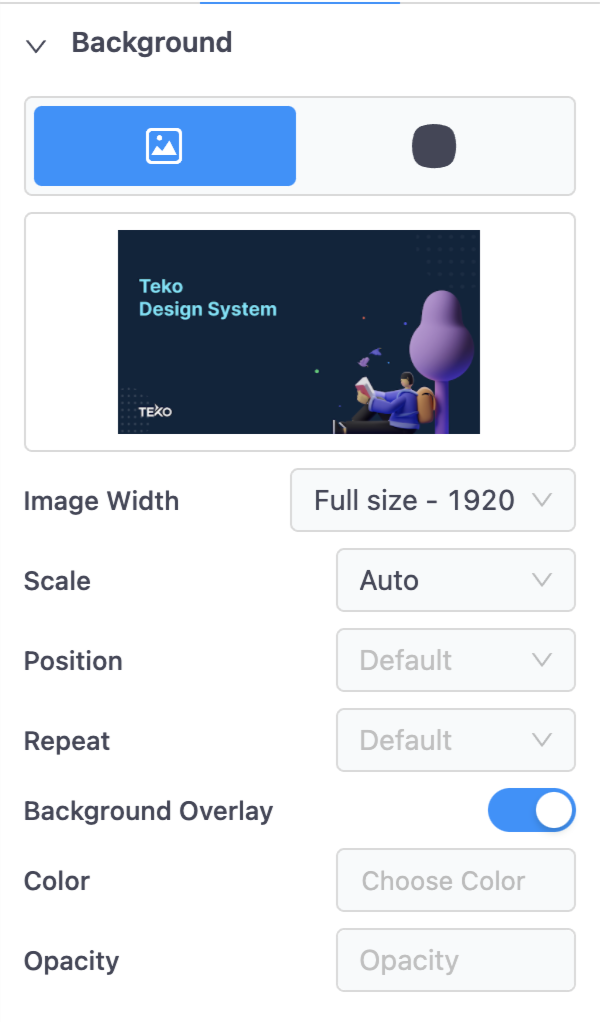 Background
Teko
Design System
TEKO
Image Width
Full size - 1920
Scale
Auto
Position
Default
Repeat
Default
Background Overlay
Color
Choose Color
Opacity
Opacity